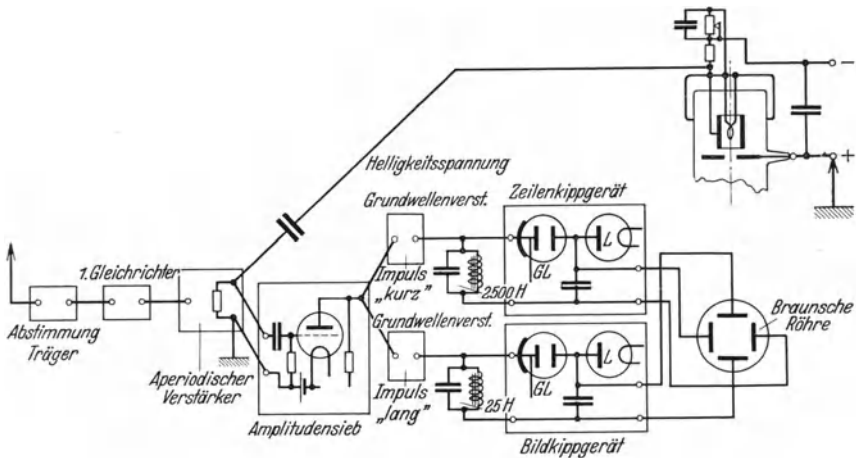 −
+
Helligkeitsspannung
Grundwellenverst.
Zeilenkippgerät
L
GL
Impuls
„kurz”
2500 H
1. Gleichrichter
Abstimmung
Träger
Aperiodischer
Verstärker
Amplitudensieb
Grundwellenverst.
Impuls
„lang”
25 H
L
GL
Bildkippgerät
Braunsche
Röhre